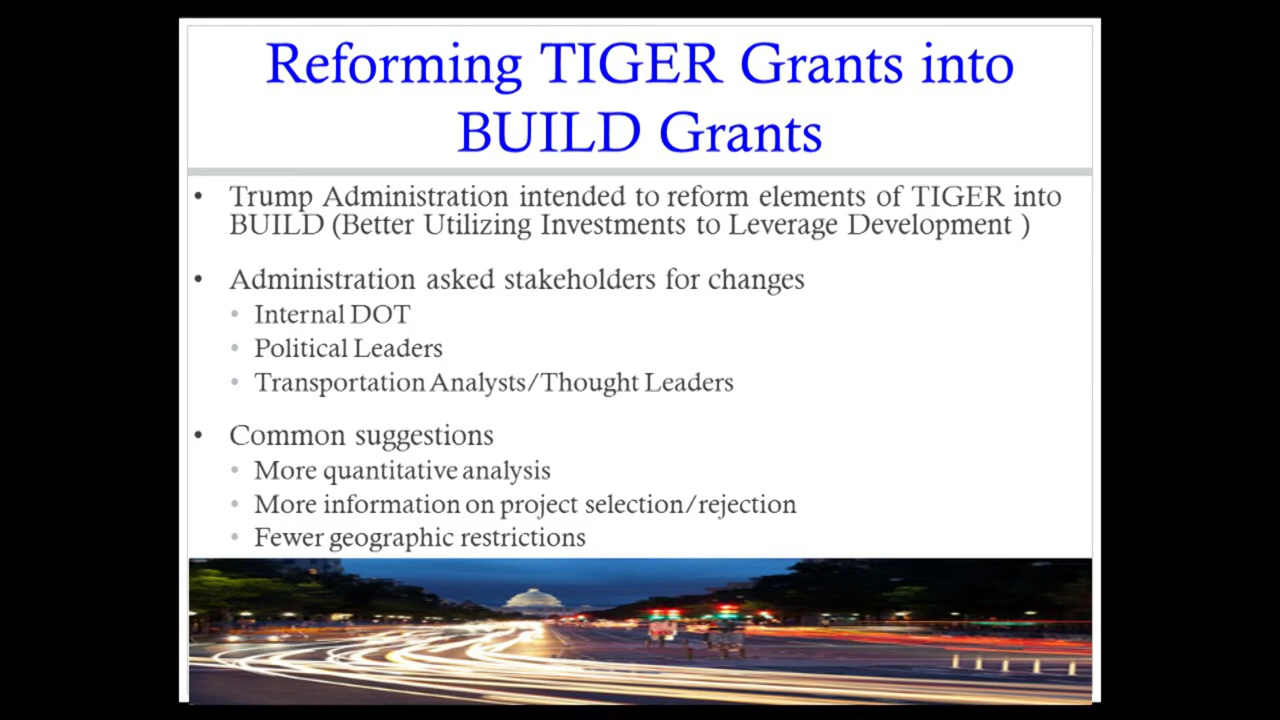 Reforming TIGER Grants into
BUILD Grants
• Trump Administration intended to reform elements of TIGER into
BUILD (Better Utilizing Investments to Leverage Development )
• Administration asked stakeholders for changes
• Internal DOT
• Political Leaders
• Transportation Analysts/Thought Leaders
• Common suggestions
• More quantitative analysis
• More information on project selection/rejection
• Fewer geographic restrictions